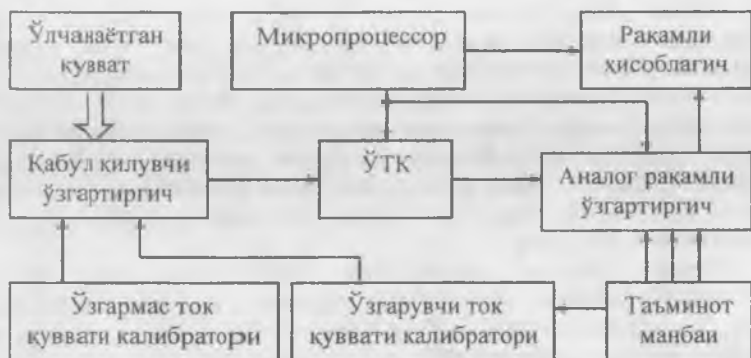 Ўлчанаётган
қувват
Микропроцессор
Рақамли
ҳисоблагич
Қабул қилувчи
ўзгартиргич
ЎТК
Аналог рақамли
ўзгартиргич
Ўзгармас ток
қуввати калибратори
Ўзгарувчи ток
қуввати калибратори
Таъминот
манбаи